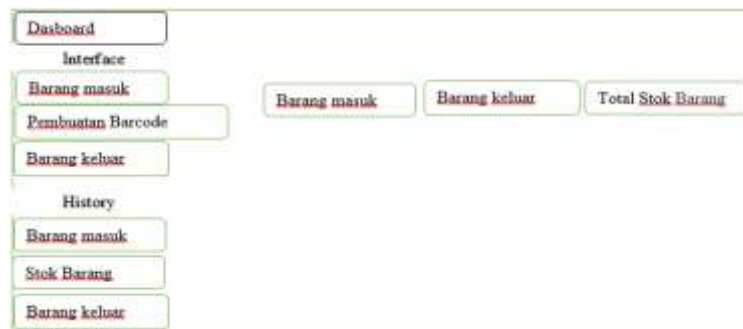 Dasboard
Interface
Barang masuk
Pembuatan Barcode
Barang keluar
History
Barang masuk
Stok Barang
Barang keluar
Barang masuk
Barang keluar
Total Stok Barang